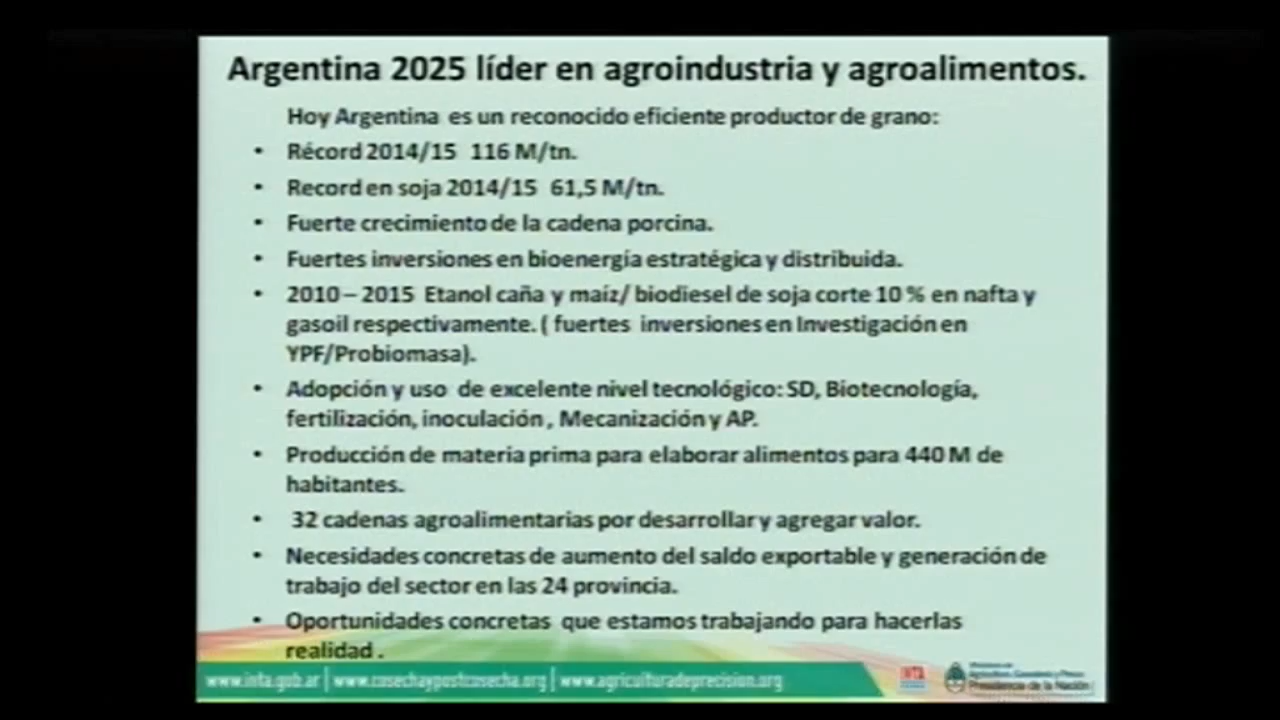 Argentina 2025 líder en agroindustria y agroalimentos.
Hoy Argentina es un reconocido eficiente productor de grano:
• Récord 2014/15 116 M/tn.
• Record en soja 2014/15 61,5 M/tn.
• Fuerte crecimiento de la cadena porcina.
• Fuertes inversiones en bioenergía estratégica y distribuida.
• 2010 – 2015 Etanol caña y maíz/ biodiesel de soja corte 10 % en nafta y
gasoil respectivamente. ( fuertes inversiones en Investigación en
YPF/Probiomasa).
• Adopción y uso de excelente nivel tecnológico: SD, Biotecnología,
fertilización, inoculación , Mecanización y AP.
• Producción de materia prima para elaborar alimentos para 440 M de
habitantes.
• 32 cadenas agroalimentarias por desarrollar y agregar valor.
• Necesidades concretas de aumento del saldo exportable y generación de
trabajo del sector en las 24 provincia.
• Oportunidades concretas que estamos trabajando para hacerlas
realidad .
www.inta.gob.ar | www.cosechaypostcosecha.org | www.agriculturadeprecision.org
INTA
Ministerio de
Agricultura, Ganadería y Pesca
Presidencia de la Nación